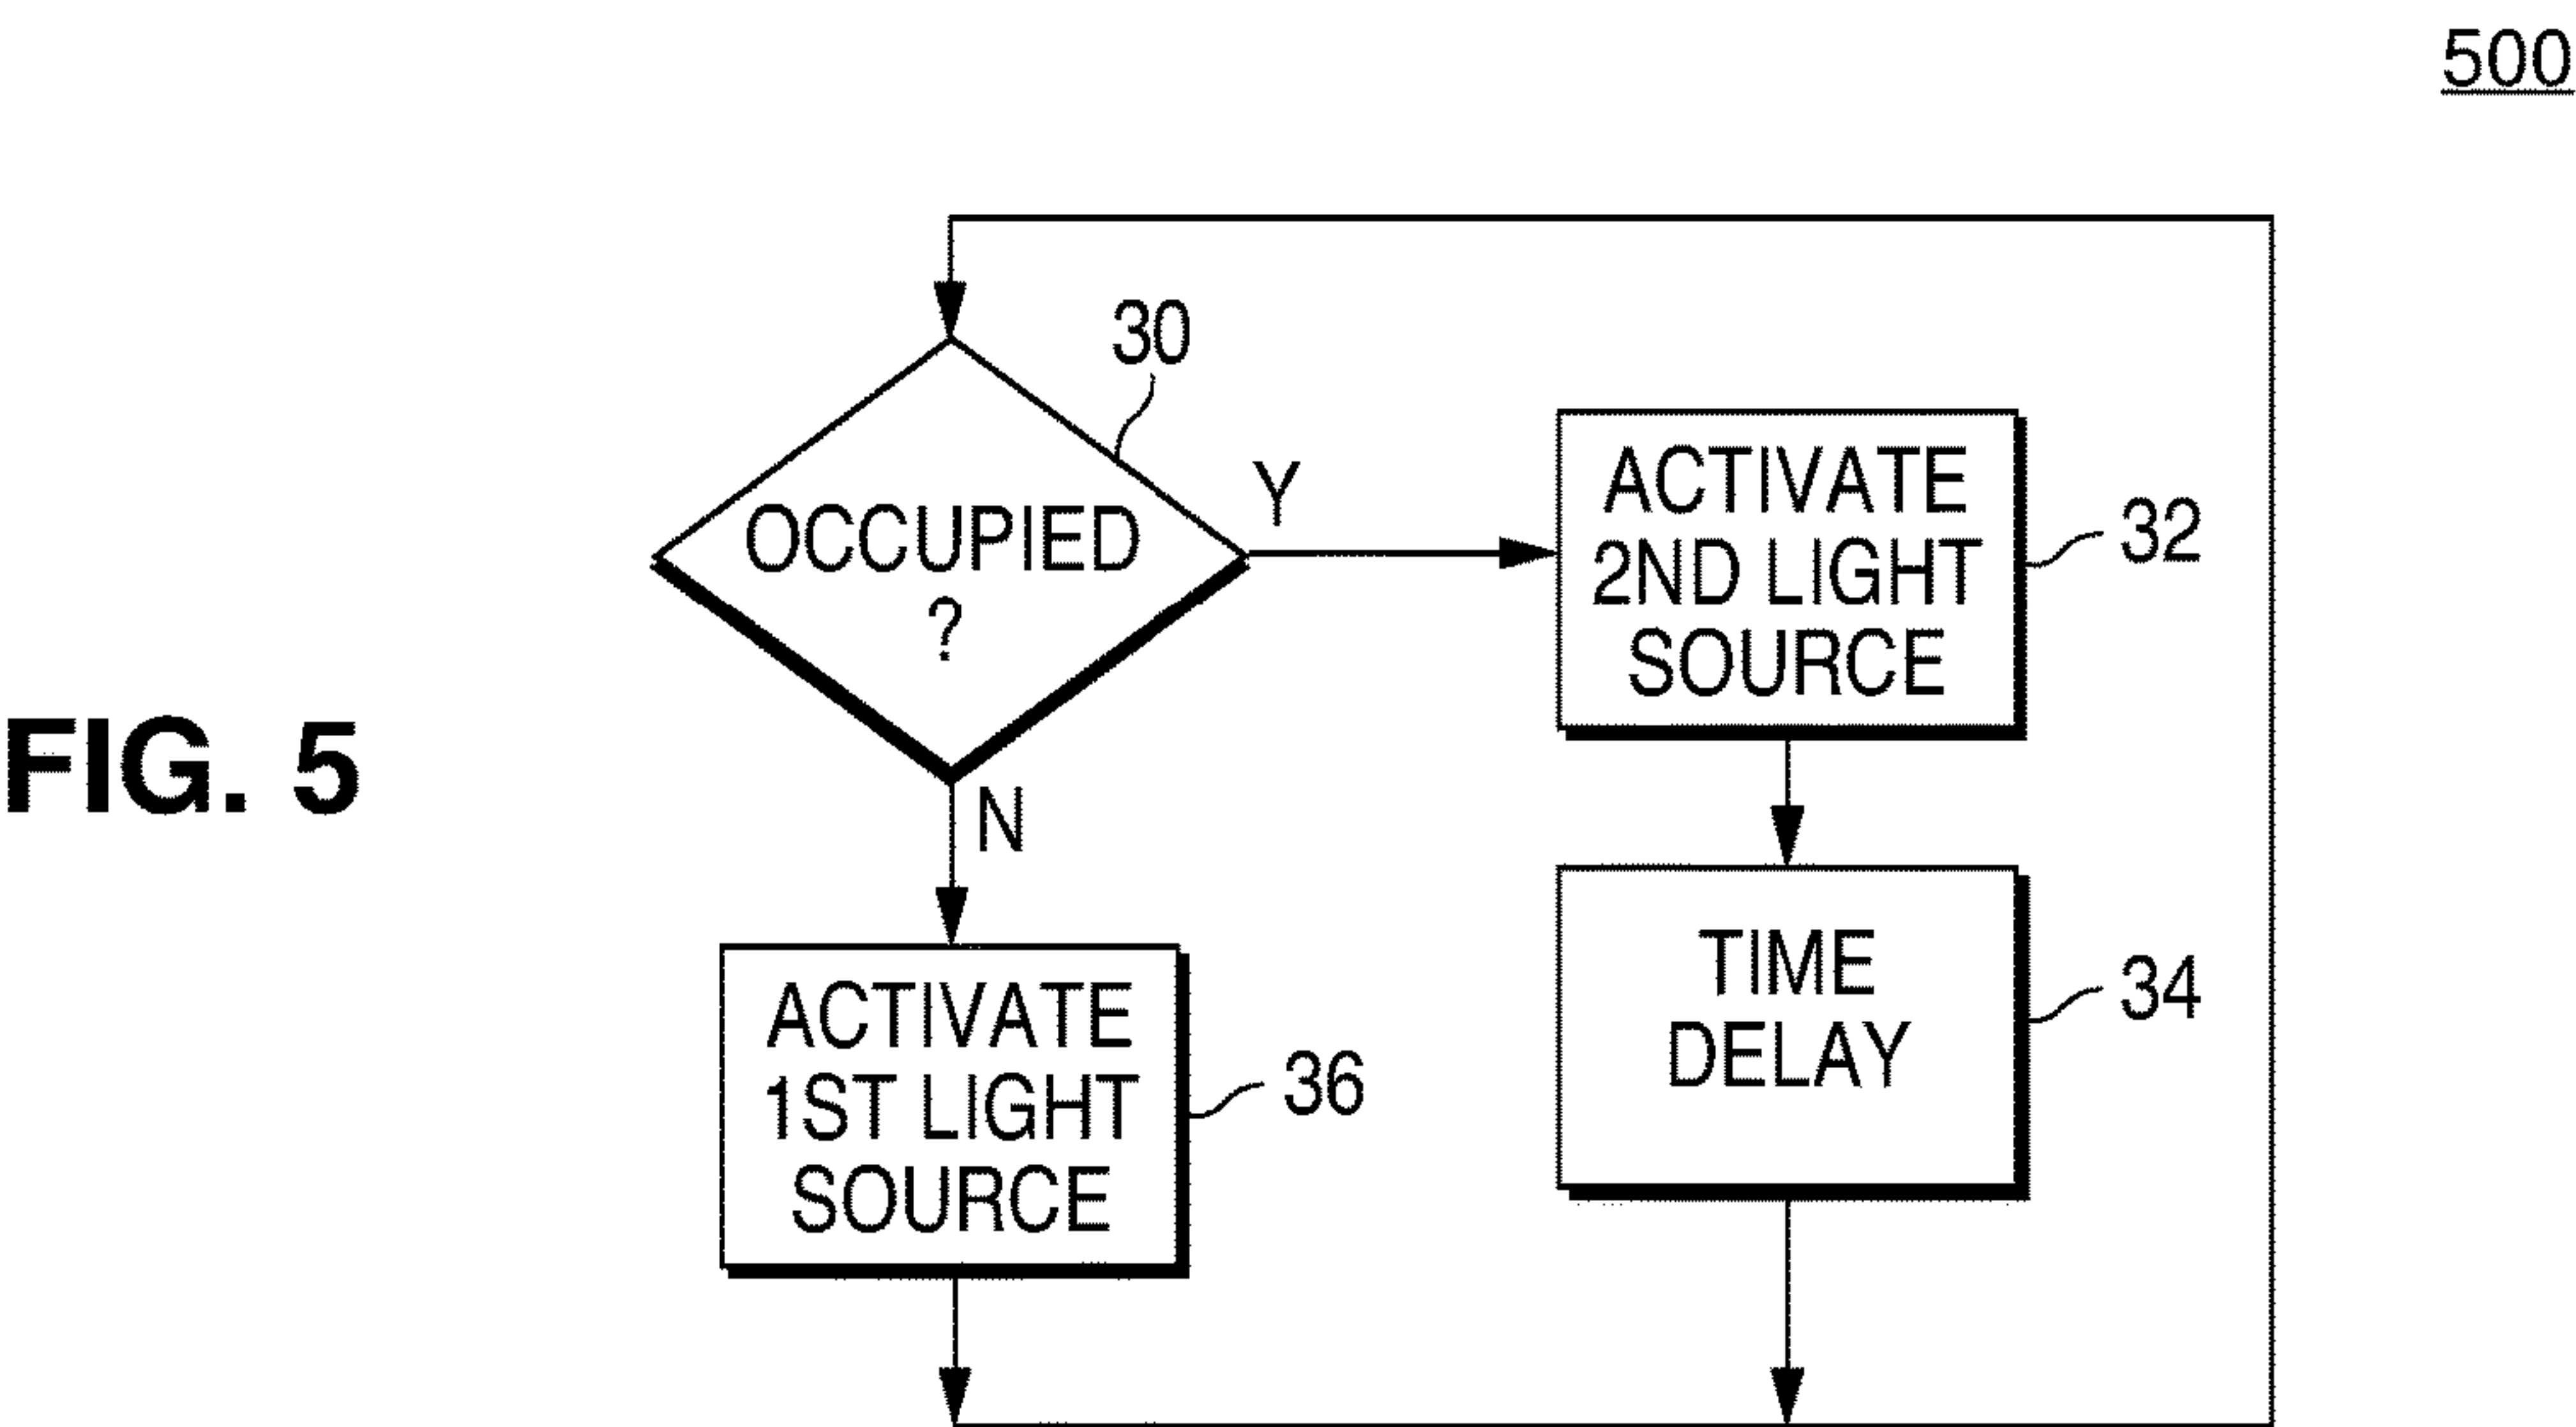 500
30
OCCUPIED
?
Y
ACTIVATE
2ND LIGHT
SOURCE
32
FIG. 5
N
TIME
DELAY
34
ACTIVATE
1ST LIGHT
SOURCE
36